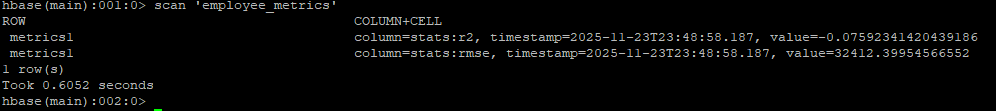 hbase(main):001:0> scan 'employee_metrics'
ROW COLUMN+CELL
metrics1 column=stats:r2, timestamp=2025-11-23T23:48:58.187, value=-0.07592341420439186
metrics1 column=stats:rmse, timestamp=2025-11-23T23:48:58.187, value=32412.39954566552
1 row(s)
Took 0.6052 seconds
hbase(main):002:0>